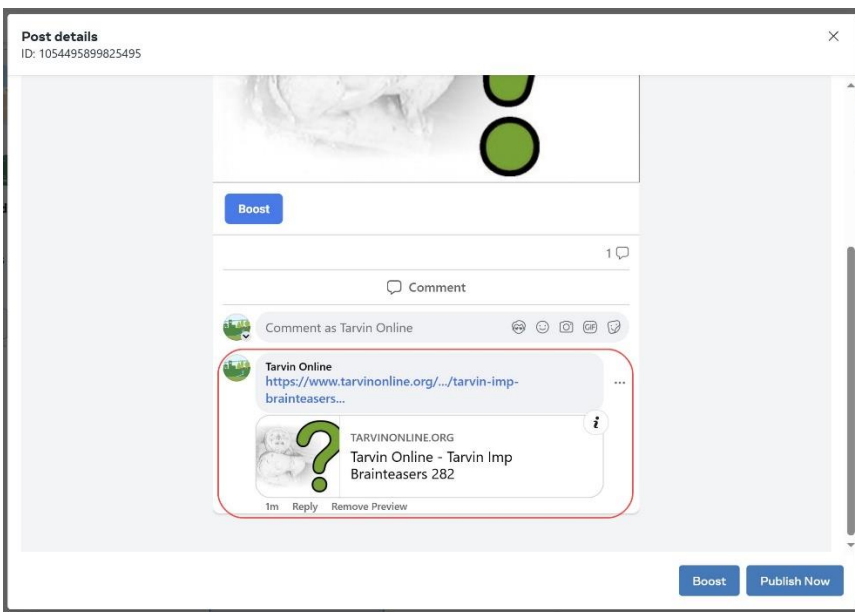 Post details
ID: 1054495899825495
Boost
1
Comment
Comment as Tarvin Online
GIF
Tarvin Online
https://www.tarvinonline.org/.../tarvin-imp-
brainteasers...
i
TARVINONLINE.ORG
Tarvin Online - Tarvin Imp
Brainteasers 282
?
1m Reply Remove Preview
Boost Publish Now